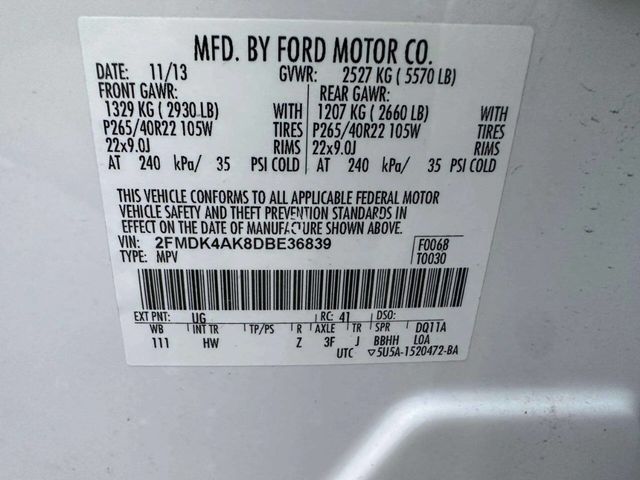 MFD. BY FORD MOTOR CO.
DATE: 11/13 GVWR: 2527 KG ( 5570 LB)
FRONT GAWR: REAR GAWR:
1329 KG ( 2930 LB) WITH 1207 KG ( 2660 LB) WITH
P265/40R22 105W TIRES P265/40R22 105W TIRES
22x9.0J RIMS 22x9.0J RIMS
AT 240 kPa/ 35 PSI COLD AT 240 kPa/ 35 PSI COLD
THIS VEHICLE CONFORMS TO ALL APPLICABLE FEDERAL MOTOR
VEHICLE SAFETY AND THEFT PREVENTION STANDARDS IN
EFFECT ON THE DATE OF MANUFACTURE SHOWN ABOVE.
VIN: 2FMDK4AK8DBE36839 F0068
TYPE: MPV T0030
EXT PNT: UG RC: 41 DSO:
WB INT TR TP/PS R AXLE TR SPR DQ11A
111 HW Z 3F J BBHH LOA
UTC ▽5U5A-1520472-BA